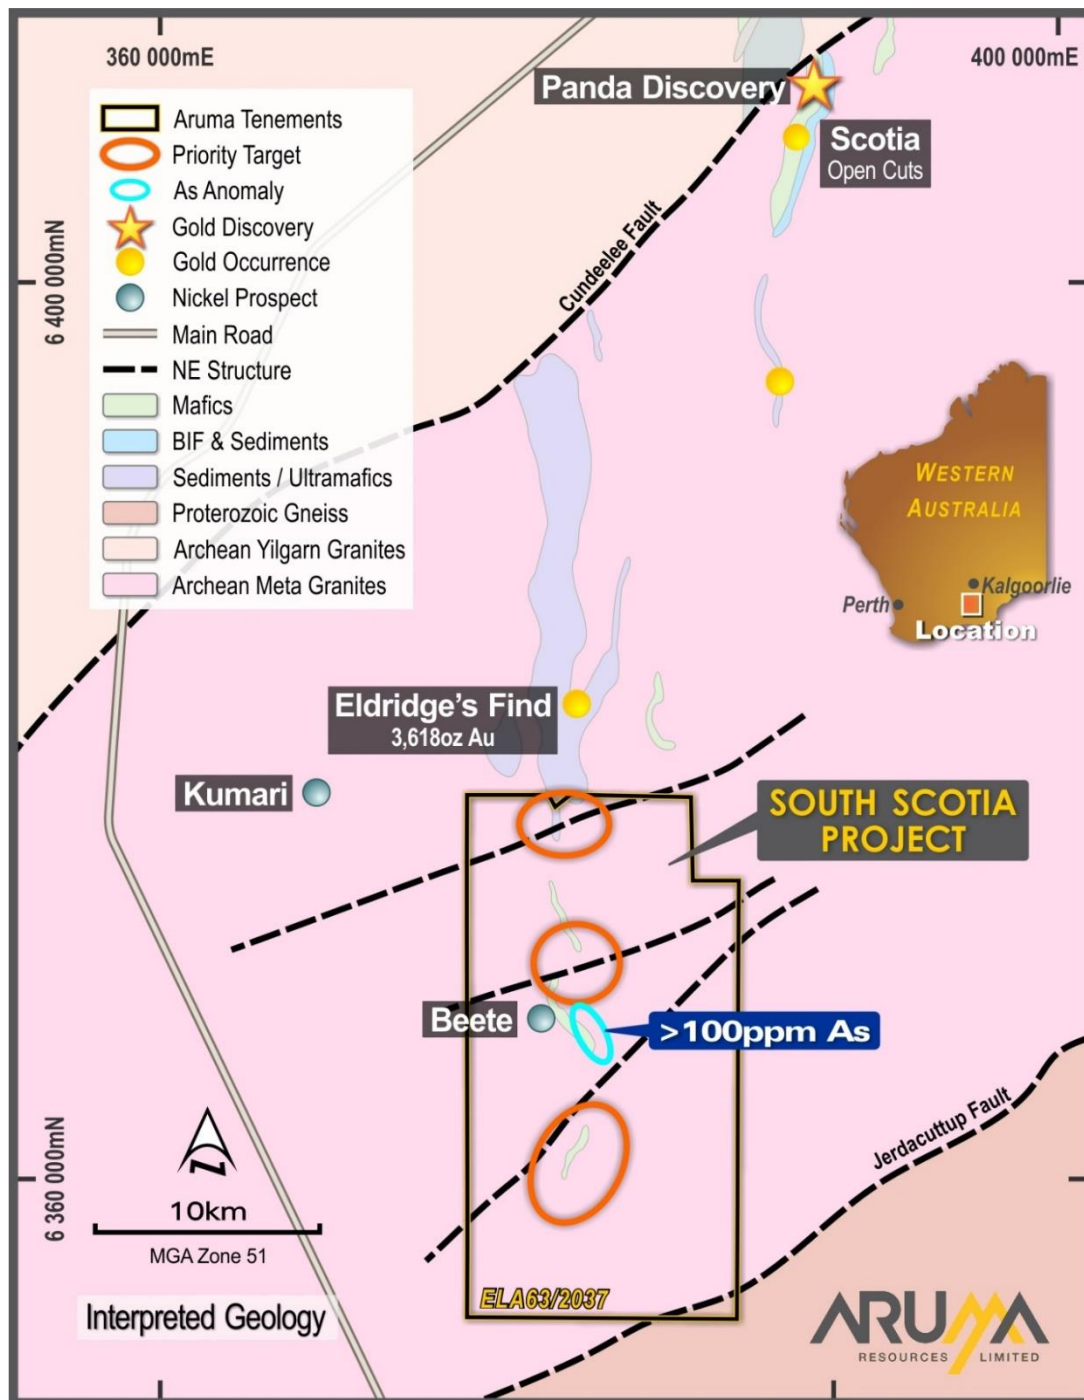 360 000mE
400 000mE
Panda Discovery
Aruma Tenements
Priority Target
As Anomaly
Gold Discovery
Gold Occurrence
Nickel Prospect
Main Road
NE Structure
Mafics
BIF & Sediments
Sediments / Ultramafics
Proterozoic Gneiss
Archean Yilgarn Granites
Archean Meta Granites
Scotia
Open Cuts
Cundeelee Fault
6 400 000mN
WESTERN
AUSTRALIA
Kalgoorlie
Perth
Location
Eldridge's Find
3,618oz Au
Kumari
SOUTH SCOTIA
PROJECT
Beete
>100ppm As
Jerdacuttup Fault
6 360 000mN
N
10km
MGA Zone 51
Interpreted Geology
ELA63/2037
ARUMA
RESOURCES LIMITED